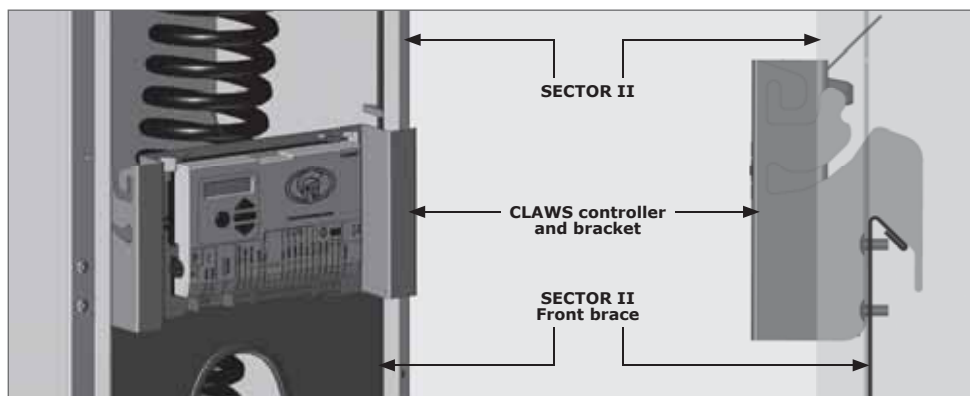 SECTOR II
CLAWS controller
and bracket
SECTOR II
Front brace